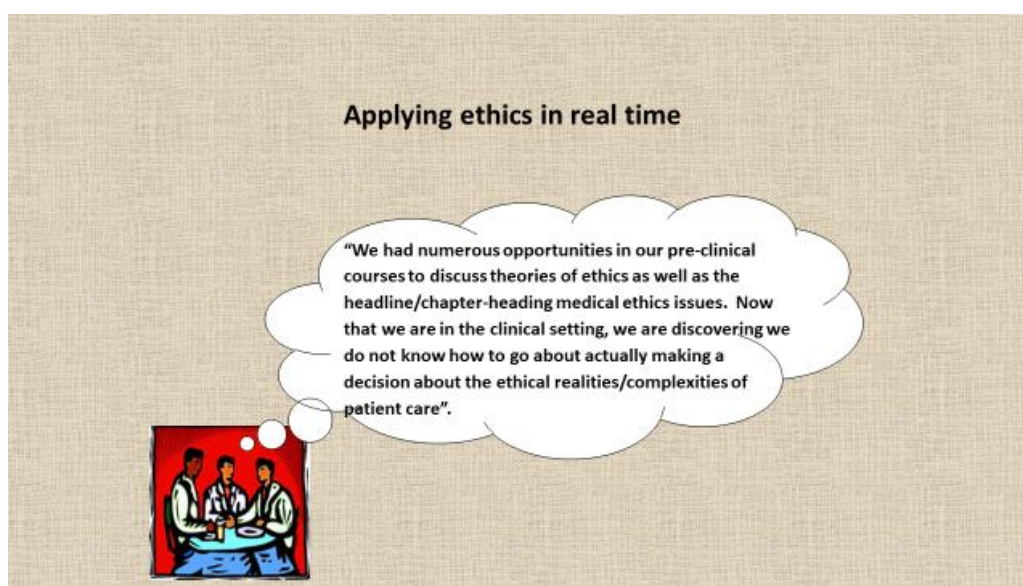 Applying ethics in real time
“We had numerous opportunities in our pre-clinical
courses to discuss theories of ethics as well as the
headline/chapter-heading medical ethics issues.  Now
that we are in the clinical setting, we are discovering we
do not know how to go about actually making a
decision about the ethical realities/complexities of
patient care”.